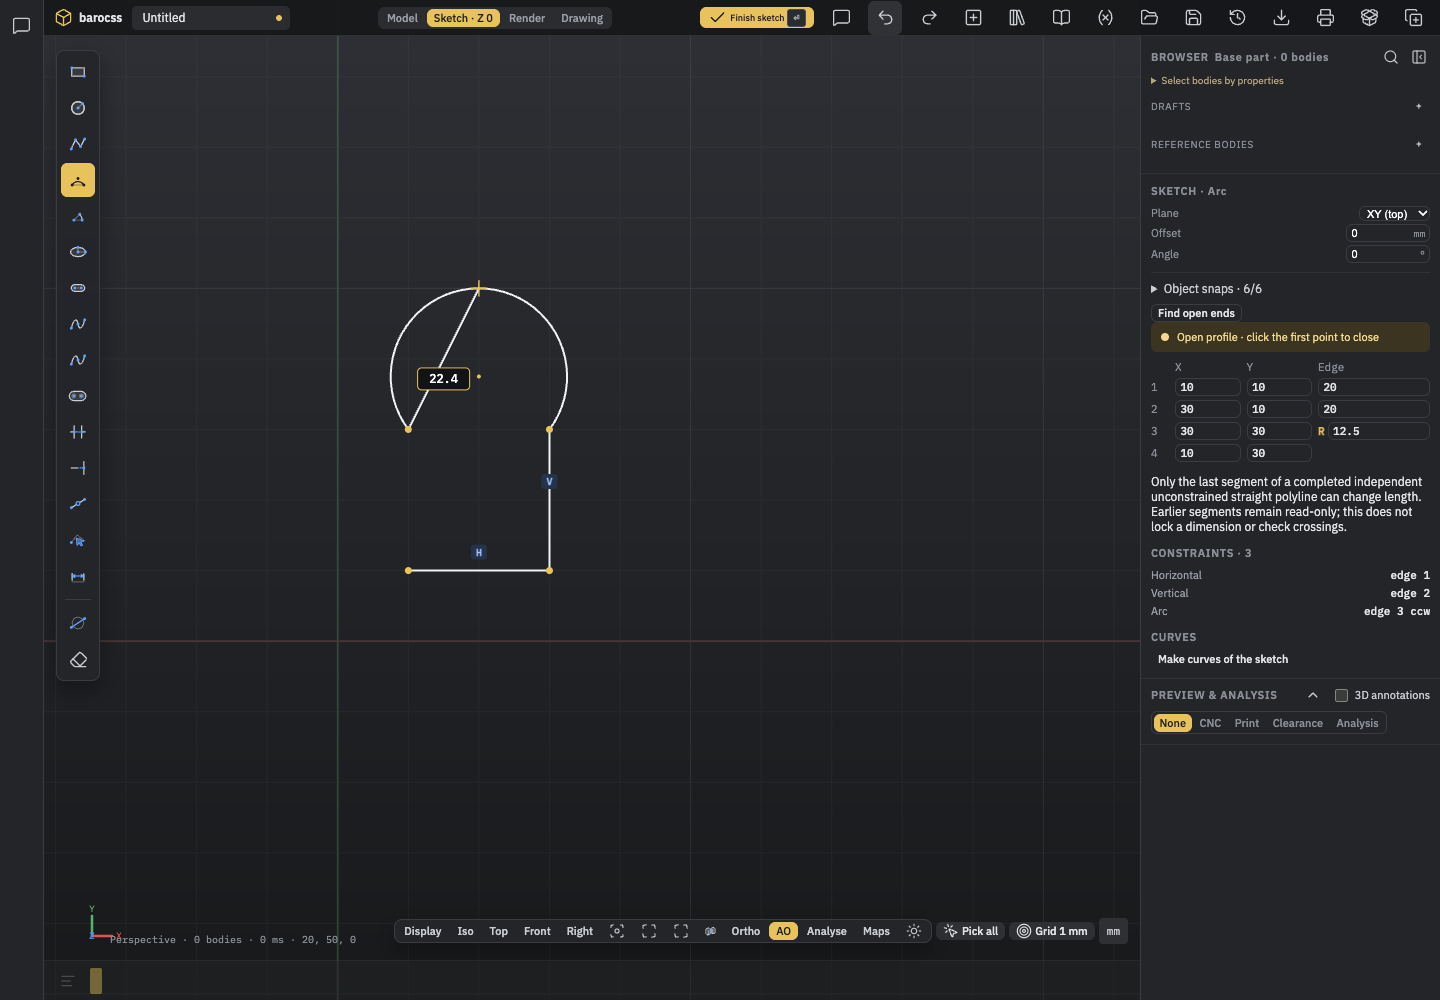 barocss
Untitled
Model
Sketch · Z 0
Render
Drawing
Finish sketch
BROWSER Base part · 0 bodies
Select bodies by properties
DRAFTS
+
REFERENCE BODIES
+
SKETCH · Arc
Plane
XY (top)
Offset
0
mm
Angle
0
°
Object snaps · 6/6
Find open ends
Open profile · click the first point to close
X Y Edge
1 10 10 20
2 30 10 20
3 30 30 R 12.5
4 10 30
Only the last segment of a completed independent
unconstrained straight polyline can change length.
Earlier segments remain read-only; this does not
lock a dimension or check crossings.
CONSTRAINTS · 3
Horizontal edge 1
Vertical edge 2
Arc edge 3 ccw
CURVES
Make curves of the sketch
PREVIEW & ANALYSIS
3D annotations
None CNC Print Clearance Analysis
22.4
V
H
Y
Z
X
Perspective · 0 bodies · 0 ms · 20, 50, 0
Display Iso Top Front Right Ortho AO Analyse Maps
Pick all
Grid 1 mm
mm